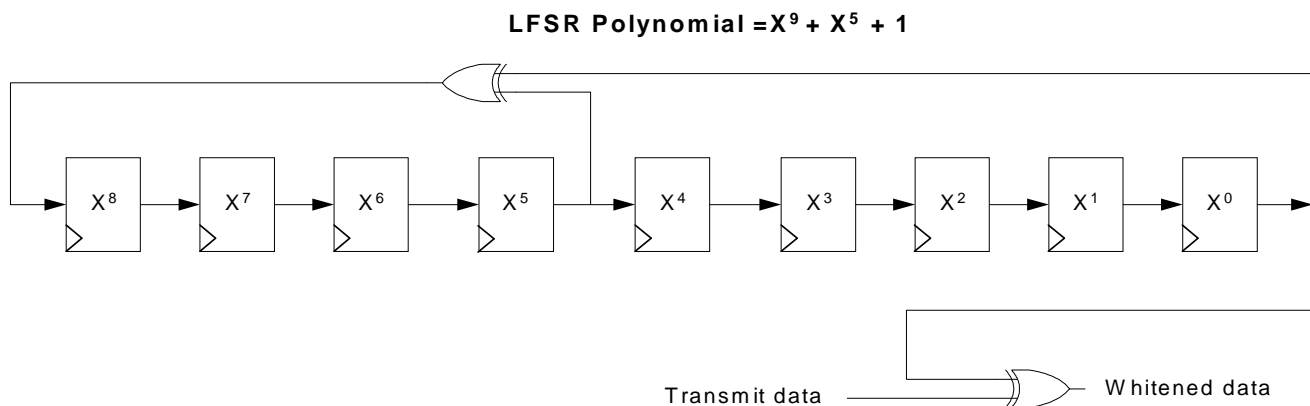 LFSR Polynomial =X⁹ + X⁵ + 1
X⁸ X⁷ X⁶ X⁵ X⁴ X³ X² X¹ X⁰
Transmit data
Whitened data